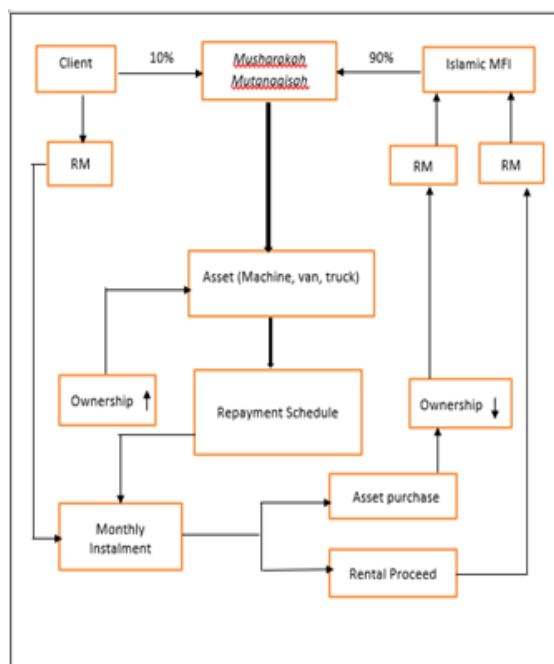 Client
10%
Musharakah
Mutanaqisah
90%
Islamic MFI
RM
RM
RM
Asset (Machine, van, truck)
Ownership
Repayment Schedule
Ownership
Asset purchase
Monthly
Instalment
Rental Proceed